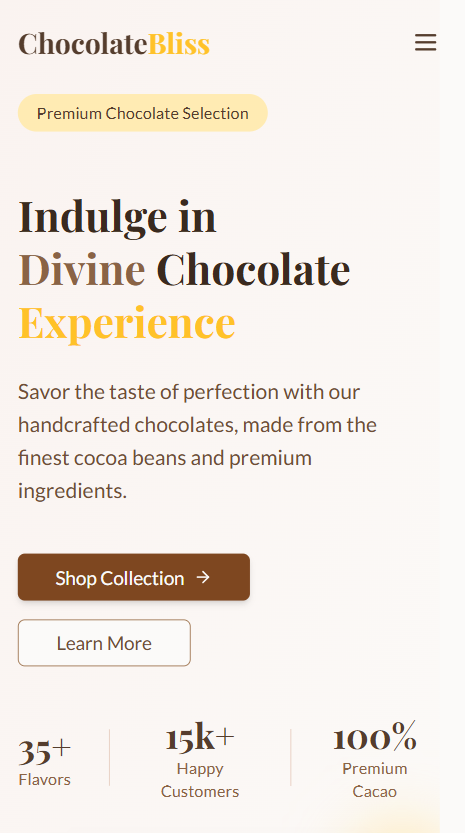 ChocolateBliss
Premium Chocolate Selection
Indulge in
Divine Chocolate
Experience
Savor the taste of perfection with our
handcrafted chocolates, made from the
finest cocoa beans and premium
ingredients.
Shop Collection →
Learn More
35+
Flavors
15k+
Happy
Customers
100%
Premium
Cacao